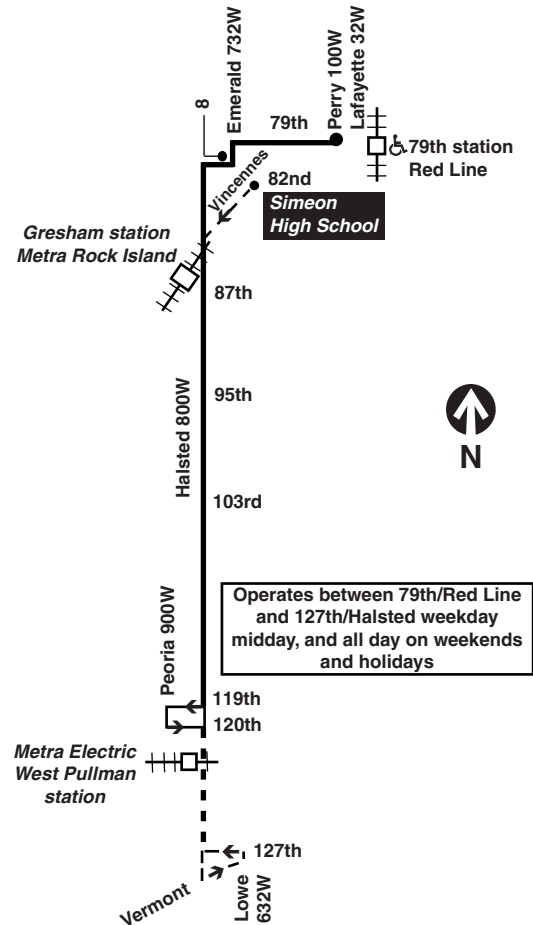 Emerald 732W
Perry 100W
Lafayette 32W
8
79th
79th station
Red Line
Vincennes
82nd
Simeon
High School
Gresham station
Metra Rock Island
87th
Halsted 800W
95th
N
103rd
Operates between 79th/Red Line
and 127th/Halsted weekday
midday, and all day on weekends
and holidays
Peoria 900W
119th
120th
Metra Electric
West Pullman
station
127th
Vermont
Lowe
632W